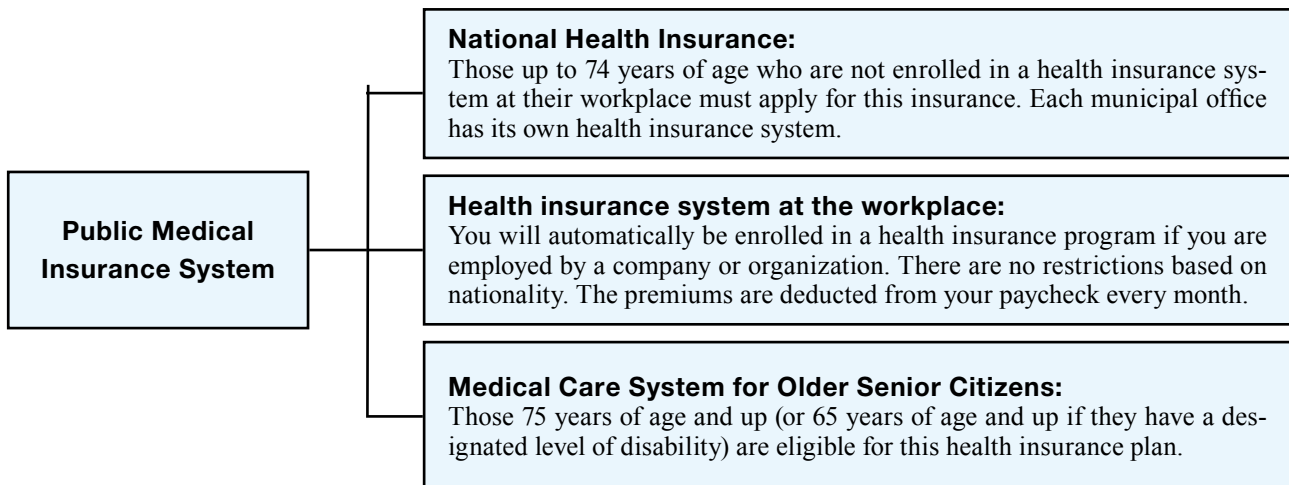 Public Medical
Insurance System
National Health Insurance:
Those up to 74 years of age who are not enrolled in a health insurance sys-
tem at their workplace must apply for this insurance. Each municipal office
has its own health insurance system.
Health insurance system at the workplace:
You will automatically be enrolled in a health insurance program if you are
employed by a company or organization. There are no restrictions based on
nationality. The premiums are deducted from your paycheck every month.
Medical Care System for Older Senior Citizens:
Those 75 years of age and up (or 65 years of age and up if they have a des-
ignated level of disability) are eligible for this health insurance plan.